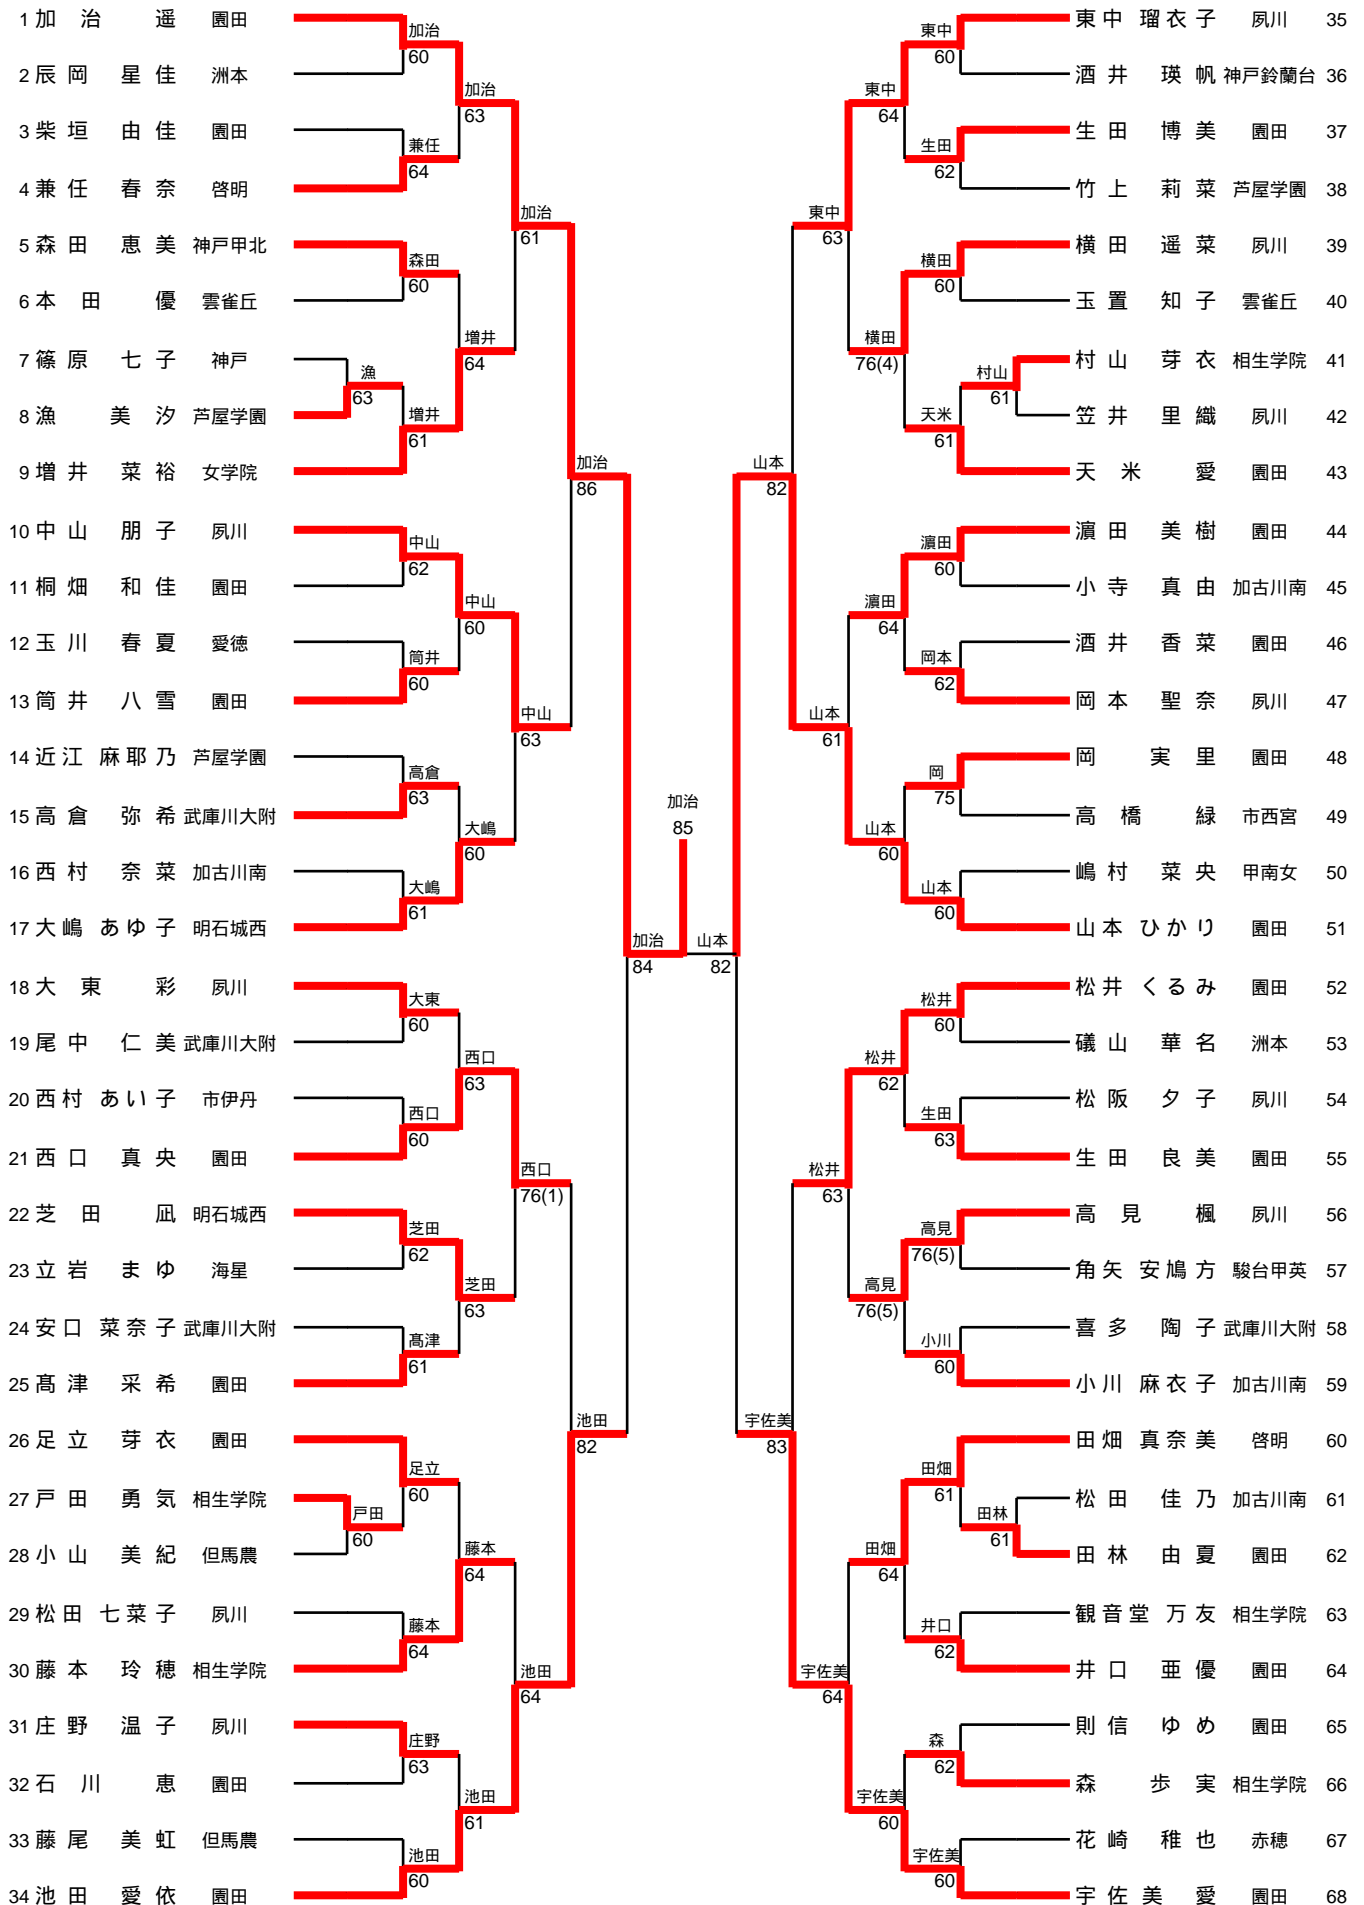 1 加 治 遥 園田
2 辰 岡 星 佳 洲本
3 柴 垣 由 佳 園田
4 兼 任 春 奈 啓明
5 森 田 恵 美 神戸甲北
6 本 田 優 雲雀丘
7 篠 原 七 子 神戸
8 漁 美 汐 芦屋学園
9 増 井 菜 裕 女学院
10 中 山 朋 子 夙川
11 桐 畑 和 佳 園田
12 玉 川 春 夏 愛徳
13 筒 井 八 雪 園田
14 近 江 麻 耶 乃 芦屋学園
15 高 倉 弥 希 武庫川大附
16 西 村 奈 菜 加古川南
17 大 嶋 あ ゆ 子 明石城西
18 大 東 彩 夙川
19 尾 中 仁 美 武庫川大附
20 西 村 あ い 子 市伊丹
21 西 口 真 央 園田
22 芝 田 凪 明石城西
23 立 岩 ま ゆ 海星
24 安 口 菜 奈 子 武庫川大附
25 髙 津 采 希 園田
26 足 立 芽 衣 園田
27 戸 田 勇 気 相生学院
28 小 山 美 紀 但馬農
29 松 田 七 菜 子 夙川
30 藤 本 玲 穂 相生学院
31 庄 野 温 子 夙川
32 石 川 恵 園田
33 藤 尾 美 虹 但馬農
34 池 田 愛 依 園田
加治
60
兼任
64
森田
60
漁
63
増井
61
中山
62
筒井
60
高倉
63
大嶋
61
大東
60
西口
60
芝田
62
髙津
61
足立
60
戸田
60
藤本
64
庄野
63
池田
60
加治
63
増井
64
中山
60
大嶋
60
西口
63
芝田
63
藤本
64
池田
61
加治
61
中山
63
西口
76(1)
池田
64
加治
86
池田
82
加治
84
加治
85
山本
82
山本
82
宇佐美
83
東中
63
山本
61
松井
63
宇佐美
64
東中
64
横田
76(4)
濵田
64
山本
60
松井
62
高見
76(5)
田畑
64
宇佐美
60
東中
60
生田
62
横田
60
村山
61
天米
61
濵田
60
岡本
62
岡
75
山本
60
松井
60
生田
63
高見
76(5)
小川
60
田畑
61
田林
61
井口
62
森
62
宇佐美
60
東 中 瑠 衣 子 夙川 35
酒 井 瑛 帆 神戸鈴蘭台 36
生 田 博 美 園田 37
竹 上 莉 菜 芦屋学園 38
横 田 遥 菜 夙川 39
玉 置 知 子 雲雀丘 40
村 山 芽 衣 相生学院 41
笠 井 里 織 夙川 42
天 米 愛 園田 43
濵 田 美 樹 園田 44
小 寺 真 由 加古川南 45
酒 井 香 菜 園田 46
岡 本 聖 奈 夙川 47
岡 実 里 園田 48
高 橋 緑 市西宮 49
嶋 村 菜 央 甲南女 50
山 本 ひ か り 園田 51
松 井 く る み 園田 52
礒 山 華 名 洲本 53
松 阪 夕 子 夙川 54
生 田 良 美 園田 55
高 見 楓 夙川 56
角 矢 安 鳩 方 駿台甲英 57
喜 多 陶 子 武庫川大附 58
小 川 麻 衣 子 加古川南 59
田 畑 真 奈 美 啓明 60
松 田 佳 乃 加古川南 61
田 林 由 夏 園田 62
観 音 堂 万 友 相生学院 63
井 口 亜 優 園田 64
則 信 ゆ め 園田 65
森 歩 実 相生学院 66
花 崎 稚 也 赤穂 67
宇 佐 美 愛 園田 68